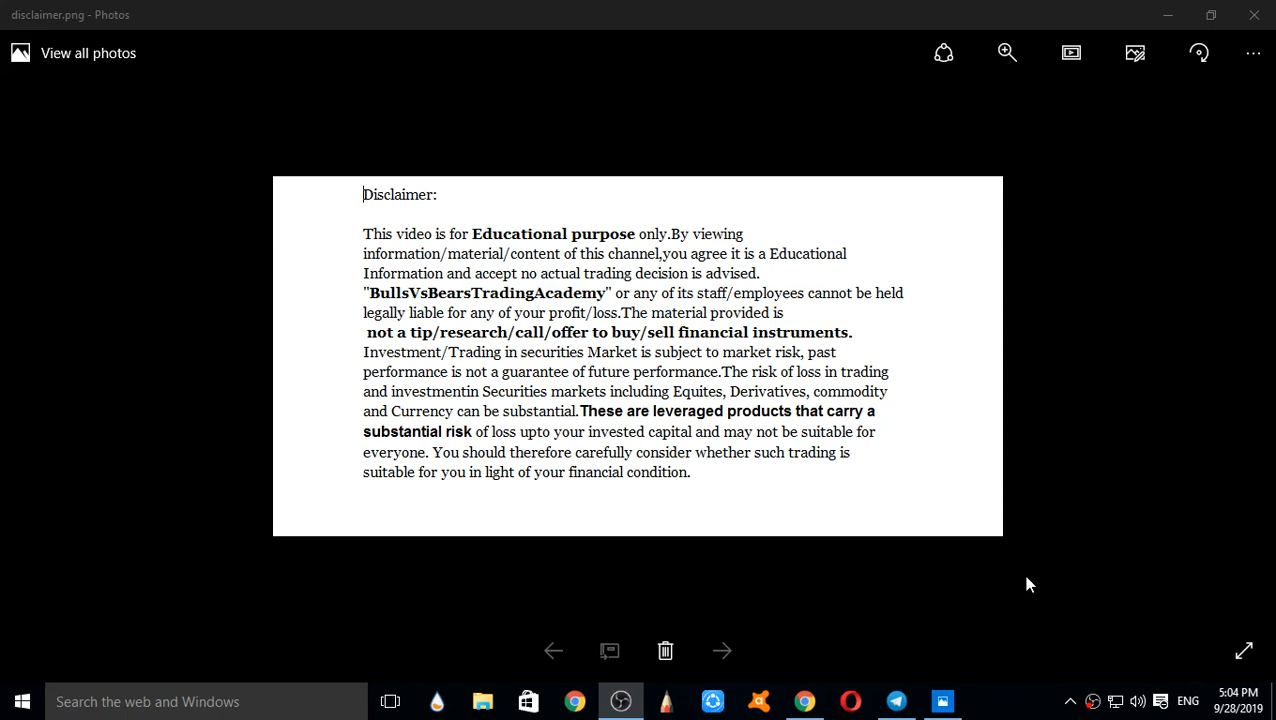 disclaimer.png - Photos
View all photos
Disclaimer:
This video is for Educational purpose only.By viewing
information/material/content of this channel,you agree it is a Educational
Information and accept no actual trading decision is advised.
"BullsVsBearsTradingAcademy" or any of its staff/employees cannot be held
legally liable for any of your profit/loss.The material provided is
not a tip/research/call/offer to buy/sell financial instruments.
Investment/Trading in securities Market is subject to market risk, past
performance is not a guarantee of future performance.The risk of loss in trading
and investmentin Securities markets including Equites, Derivatives, commodity
and Currency can be substantial.These are leveraged products that carry a
substantial risk of loss upto your invested capital and may not be suitable for
everyone. You should therefore carefully consider whether such trading is
suitable for you in light of your financial condition.
Search the web and Windows
ENG
5:04 PM
9/28/2019